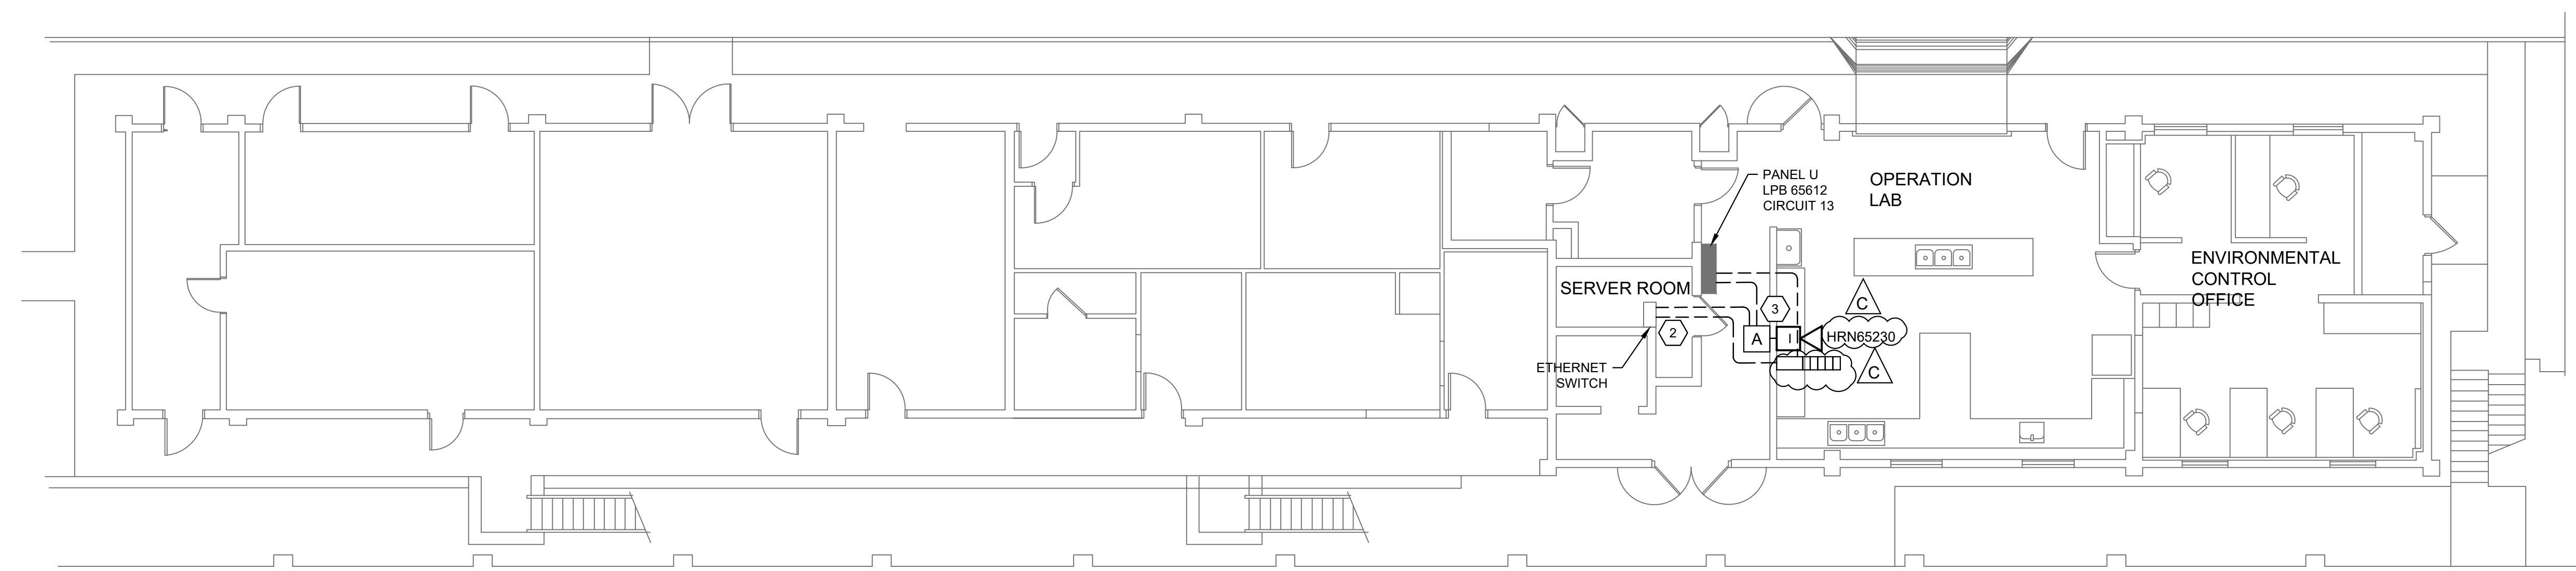 PANEL U
LPB 65612
CIRCUIT 13
OPERATION
LAB
ENVIRONMENTAL
CONTROL
OFFICE
SERVER ROOM
3
C
2
A
I
HRN65230
ETHERNET
SWITCH
C